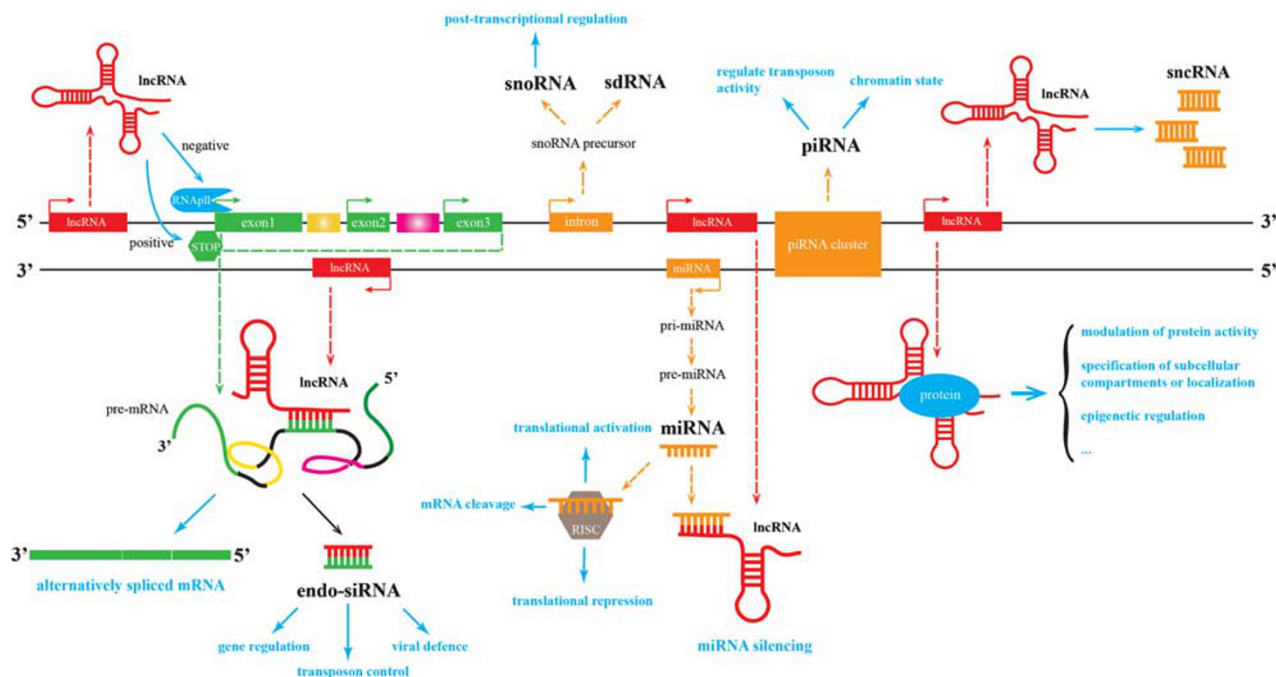 post-transcriptional regulation
lncRNA
snoRNA
sdRNA
regulate transposon
activity
chromatin state
lncRNA
sncRNA
negative
snoRNA precursor
piRNA
RNApII
5’
lncRNA
exon1
exon2
exon3
intron
lncRNA
piRNA cluster
lncRNA
3’
positive
STOP
3’
lncRNA
miRNA
5’
pri-miRNA
modulation of protein activity
pre-miRNA
specification of subcellular
compartments or localization
lncRNA
5’
protein
pre-mRNA
3’
translational activation
miRNA
epigenetic regulation
...
mRNA cleavage
RISC
lncRNA
3’
5’
alternatively spliced mRNA
endo-siRNA
translational repression
gene regulation
viral defence
miRNA silencing
transposon control